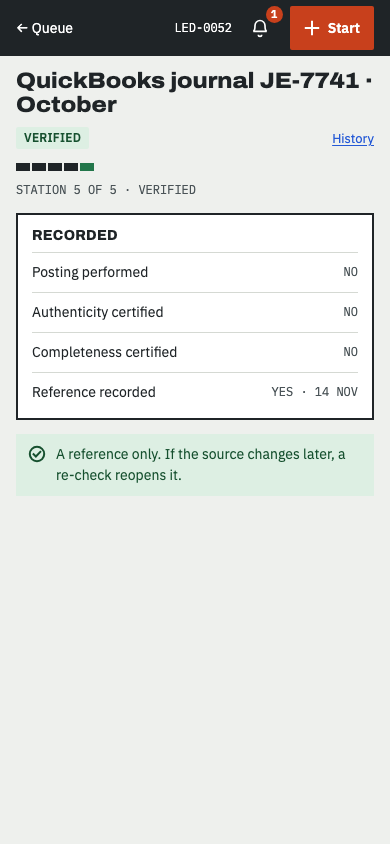 ← Queue
LED-0052
1
+ Start
QuickBooks journal JE-7741 ·
October
VERIFIED
History
STATION 5 OF 5 · VERIFIED
RECORDED
Posting performed NO
Authenticity certified NO
Completeness certified NO
Reference recorded YES · 14 NOV
A reference only. If the source changes later, a
re-check reopens it.